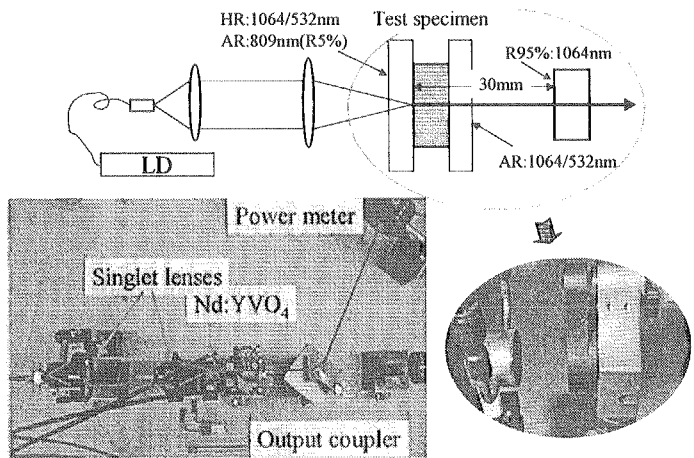 HR:1064/532nm
AR:809nm(R5%)
Test specimen
R95%:1064nm
30mm
LD
AR:1064/532nm
Power meter
Singlet lenses
Nd:YVO4
Output coupler